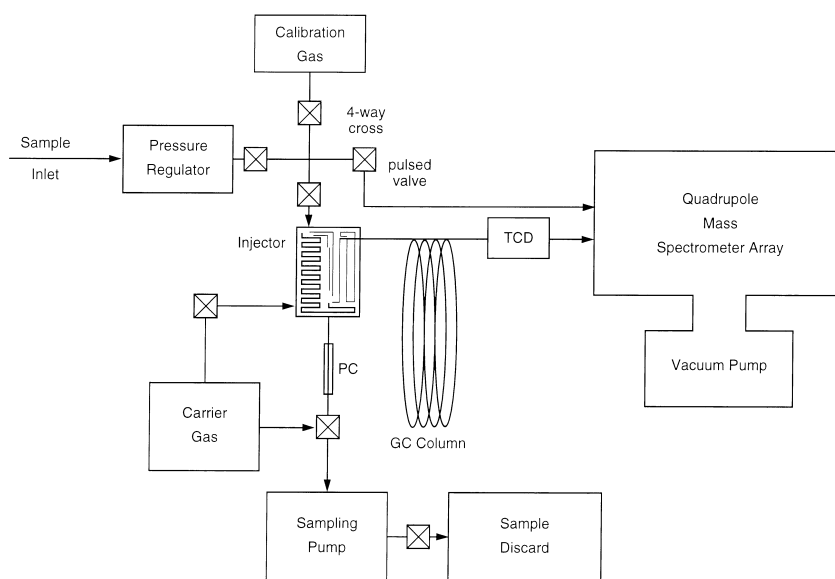 Calibration
Gas
4-way
cross
Sample
Inlet
Pressure
Regulator
pulsed
valve
Quadrupole
Mass
Spectrometer Array
Injector
TCD
PC
Vacuum Pump
Carrier
Gas
GC Column
Sampling
Pump
Sample
Discard